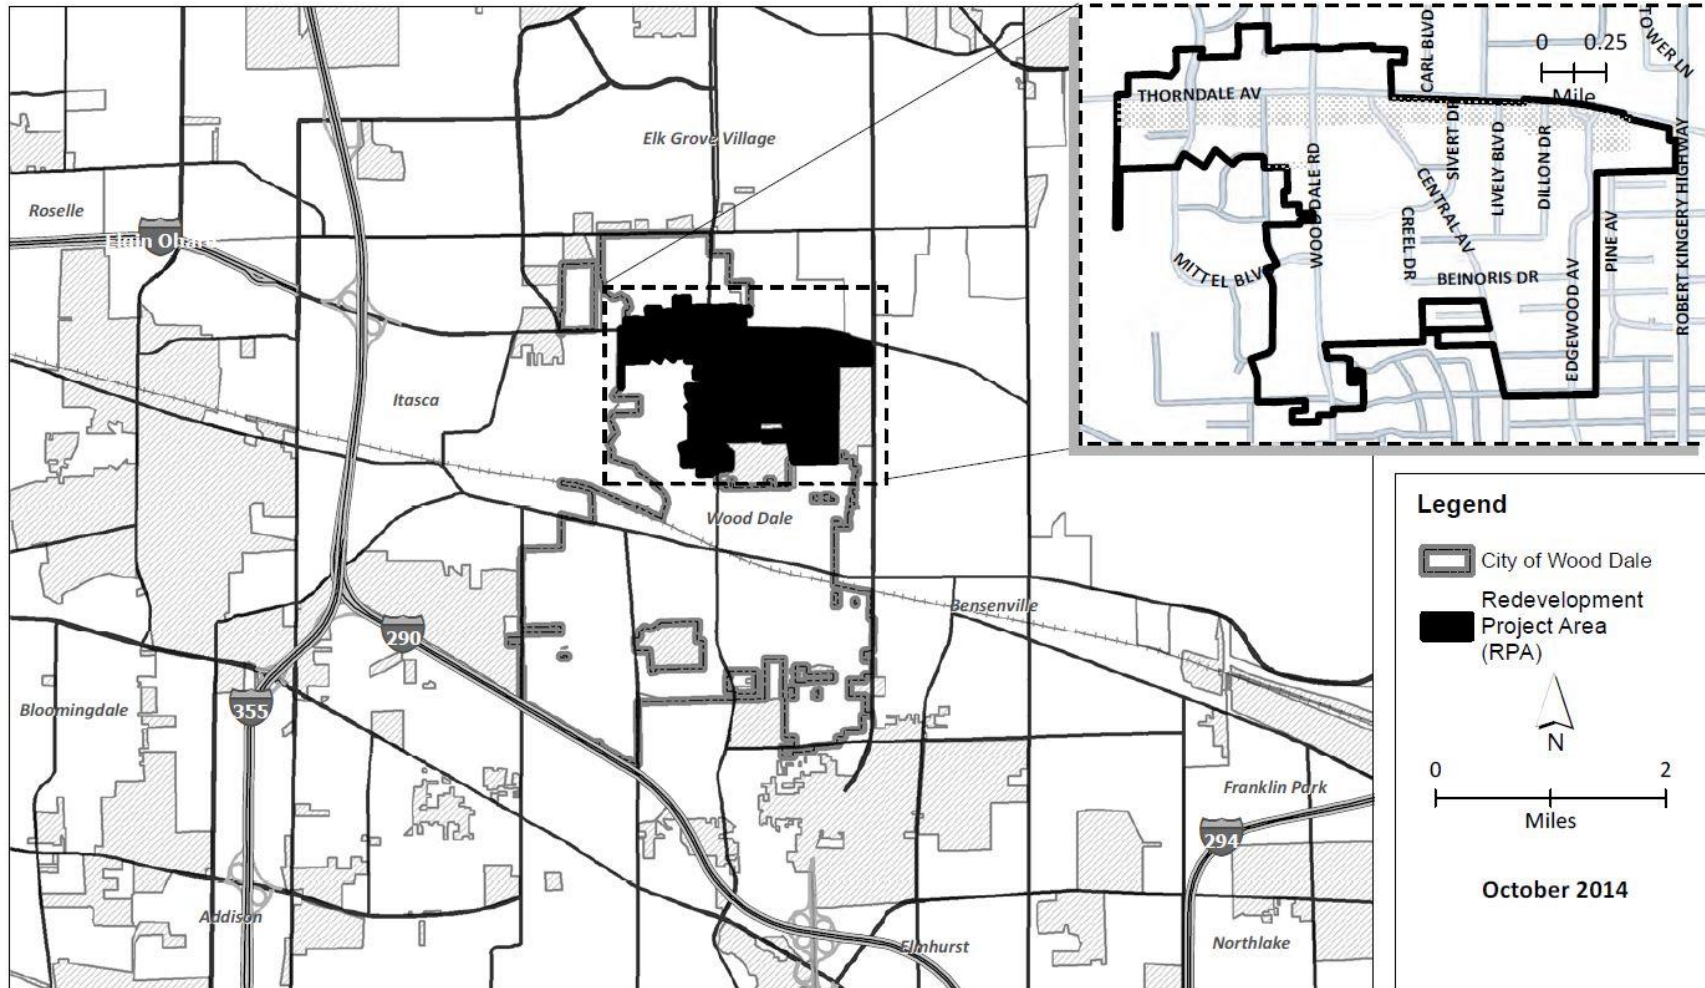 Elk Grove Village
Roselle
Elgin Ohare
Itasca
Wood Dale
Bensenville
290
355
Bloomingdale
Franklin Park
294
Addison
Elmhurst
Northlake
THORNDALE AV
CARL BLVD
TOWER LN
0 0.25
Mile
WOOD DALE RD
SIVERT DR
LIVELY BLVD
DILLON DR
CENTRAL AV
CREEL DR
MITTEL BLV
BEINORIS DR
EDGEWOOD AV
PINE AV
ROBERT KINGERY HIGHWAY
Legend
City of Wood Dale
Redevelopment
Project Area
(RPA)
N
0 2
Miles
October 2014